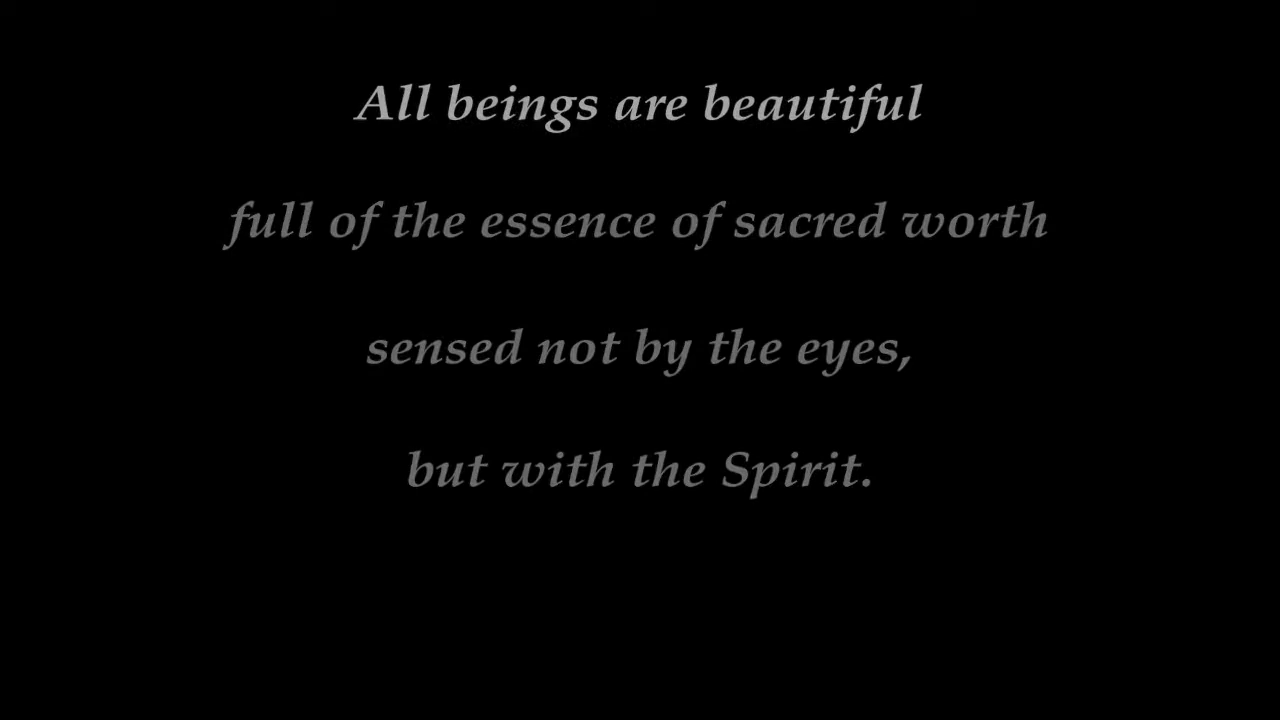 All beings are beautiful
full of the essence of sacred worth
sensed not by the eyes,
but with the Spirit.